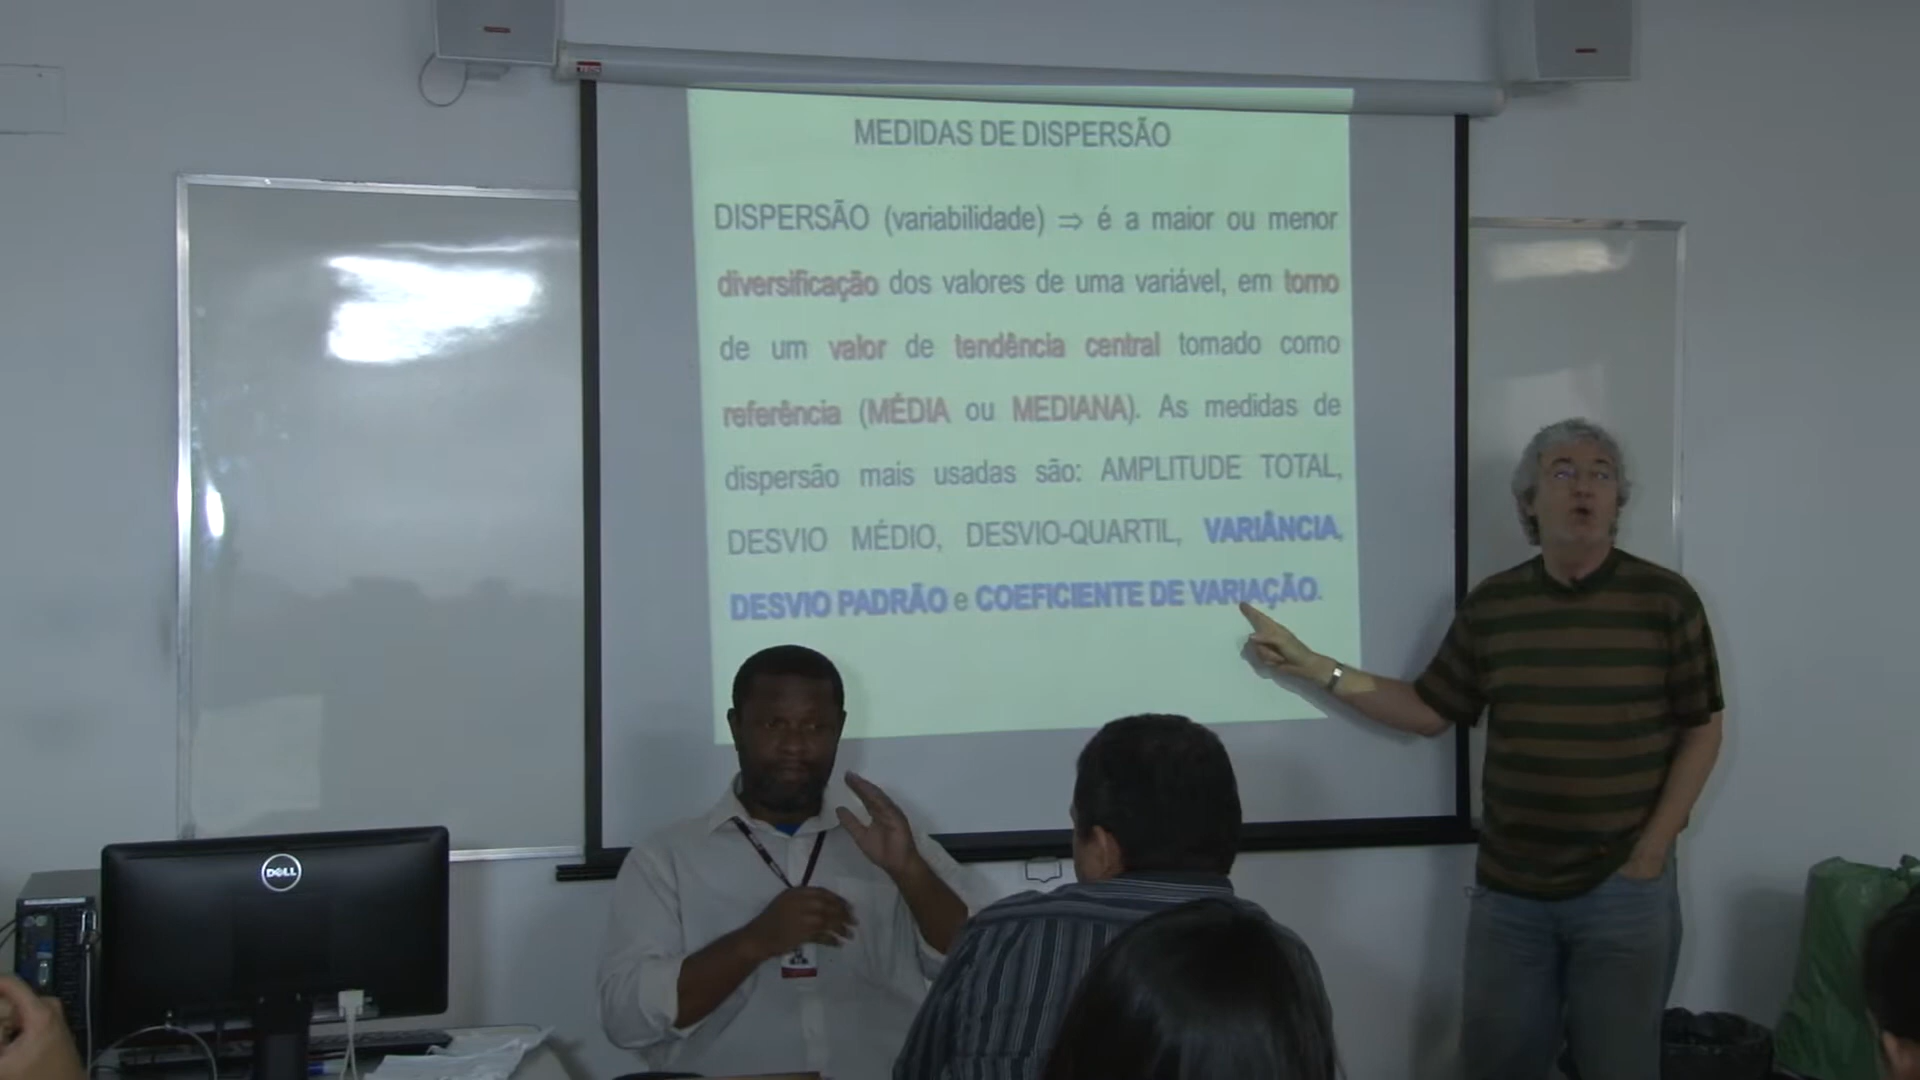 MEDIDAS DE DISPERSÃO
DISPERSÃO (variabilidade) ⇒ é a maior ou menor
diversificação dos valores de uma variável, em torno
de um valor de tendência central tomado como
referência (MÉDIA ou MEDIANA). As medidas de
dispersão mais usadas são: AMPLITUDE TOTAL,
DESVIO MÉDIO, DESVIO-QUARTIL, VARIÂNCIA,
DESVIO PADRÃO e COEFICIENTE DE VARIAÇÃO.
DELL